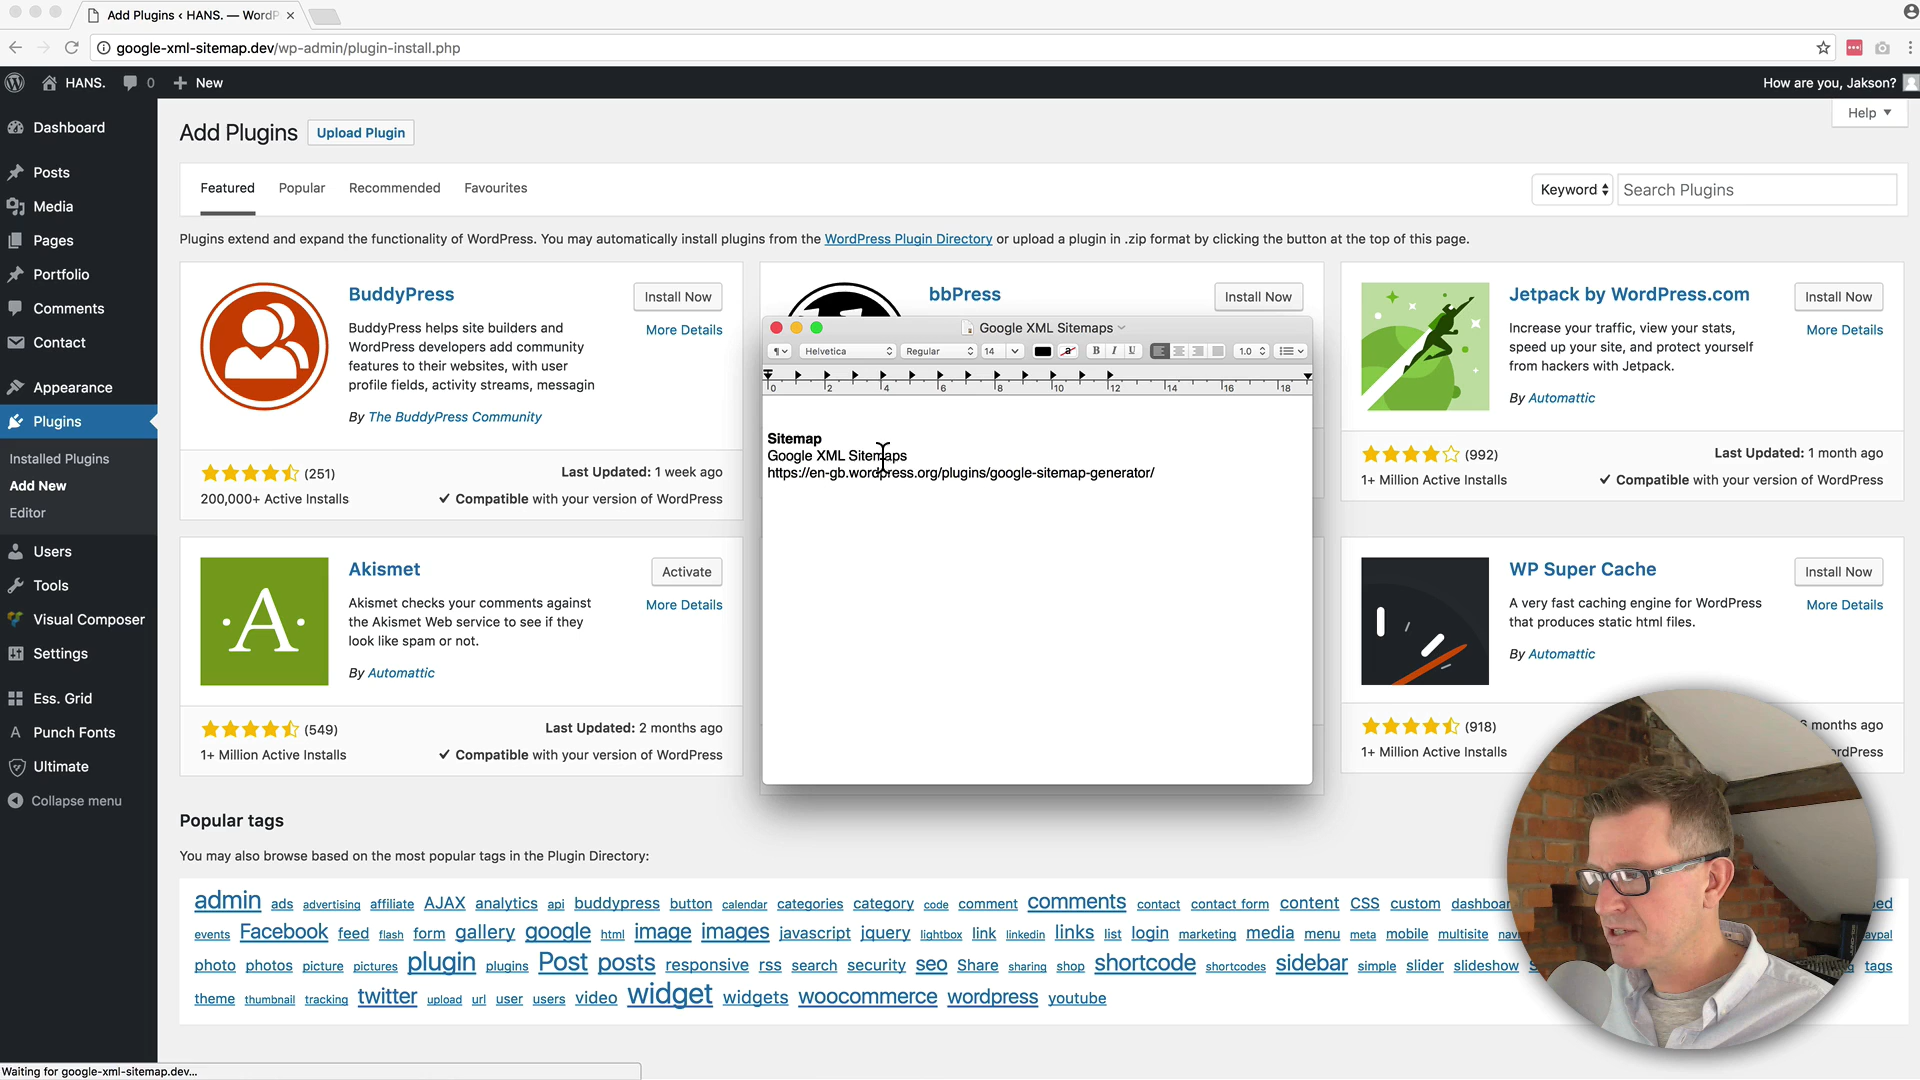 Add Plugins ‹ HANS. — WordP
google-xml-sitemap.dev/wp-admin/plugin-install.php
HANS.
0
New
How are you, Jakson?
Dashboard
Posts
Media
Pages
Portfolio
Comments
Contact
Appearance
Plugins
Installed Plugins
Add New
Editor
Users
Tools
Visual Composer
Settings
Ess. Grid
Punch Fonts
Ultimate
Collapse menu
Add Plugins
Upload Plugin
Help
Featured
Popular
Recommended
Favourites
Keyword
Search Plugins
Plugins extend and expand the functionality of WordPress. You may automatically install plugins from the WordPress Plugin Directory or upload a plugin in .zip format by clicking the button at the top of this page.
BuddyPress
Install Now
More Details
BuddyPress helps site builders and
WordPress developers add community
features to their websites, with user
profile fields, activity streams, messagin
By The BuddyPress Community
(251)
Last Updated: 1 week ago
200,000+ Active Installs
Compatible with your version of WordPress
bbPress
Install Now
Jetpack by WordPress.com
Install Now
More Details
Increase your traffic, view your stats,
speed up your site, and protect yourself
from hackers with Jetpack.
By Automattic
(992)
Last Updated: 1 month ago
1+ Million Active Installs
Compatible with your version of WordPress
Google XML Sitemaps
Helvetica
Regular
14
a
B I U
1.0
0 2 4 6 8 10 12 14 16 18
Sitemap
Google XML Sitemaps
https://en-gb.wordpress.org/plugins/google-sitemap-generator/
Akismet
Activate
More Details
Akismet checks your comments against
the Akismet Web service to see if they
look like spam or not.
By Automattic
A
(549)
Last Updated: 2 months ago
1+ Million Active Installs
Compatible with your version of WordPress
WP Super Cache
Install Now
More Details
A very fast caching engine for WordPress
that produces static html files.
By Automattic
(918)
months ago
1+ Million Active Installs
Popular tags
You may also browse based on the most popular tags in the Plugin Directory:
admin ads advertising affiliate AJAX analytics api buddypress button calendar categories category code comment comments contact contact form content CSS custom dashboar
events Facebook feed flash form gallery google html image images javascript jquery lightbox link linkedin links list login marketing media menu meta mobile multisite
photo photos picture pictures plugin plugins Post posts responsive rss search security seo Share sharing shop shortcode shortcodes sidebar simple slider slideshow tags
theme thumbnail tracking twitter upload url user users video widget widgets woocommerce wordpress youtube
Waiting for google-xml-sitemap.dev...